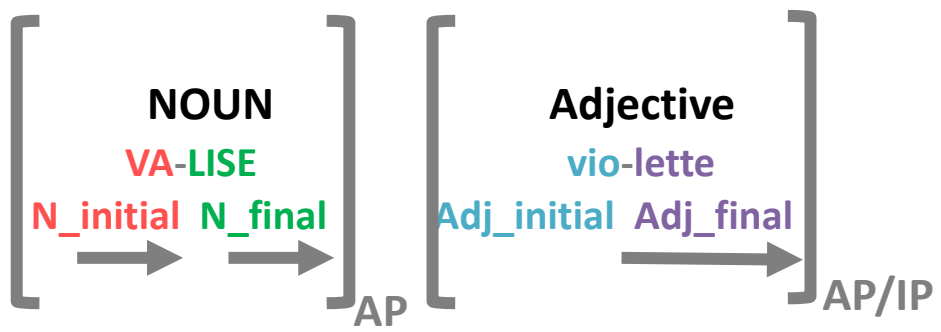 NOUN Adjective
VA-LISE vio-lette
N_initial N_final Adj_initial Adj_final
AP AP/IP